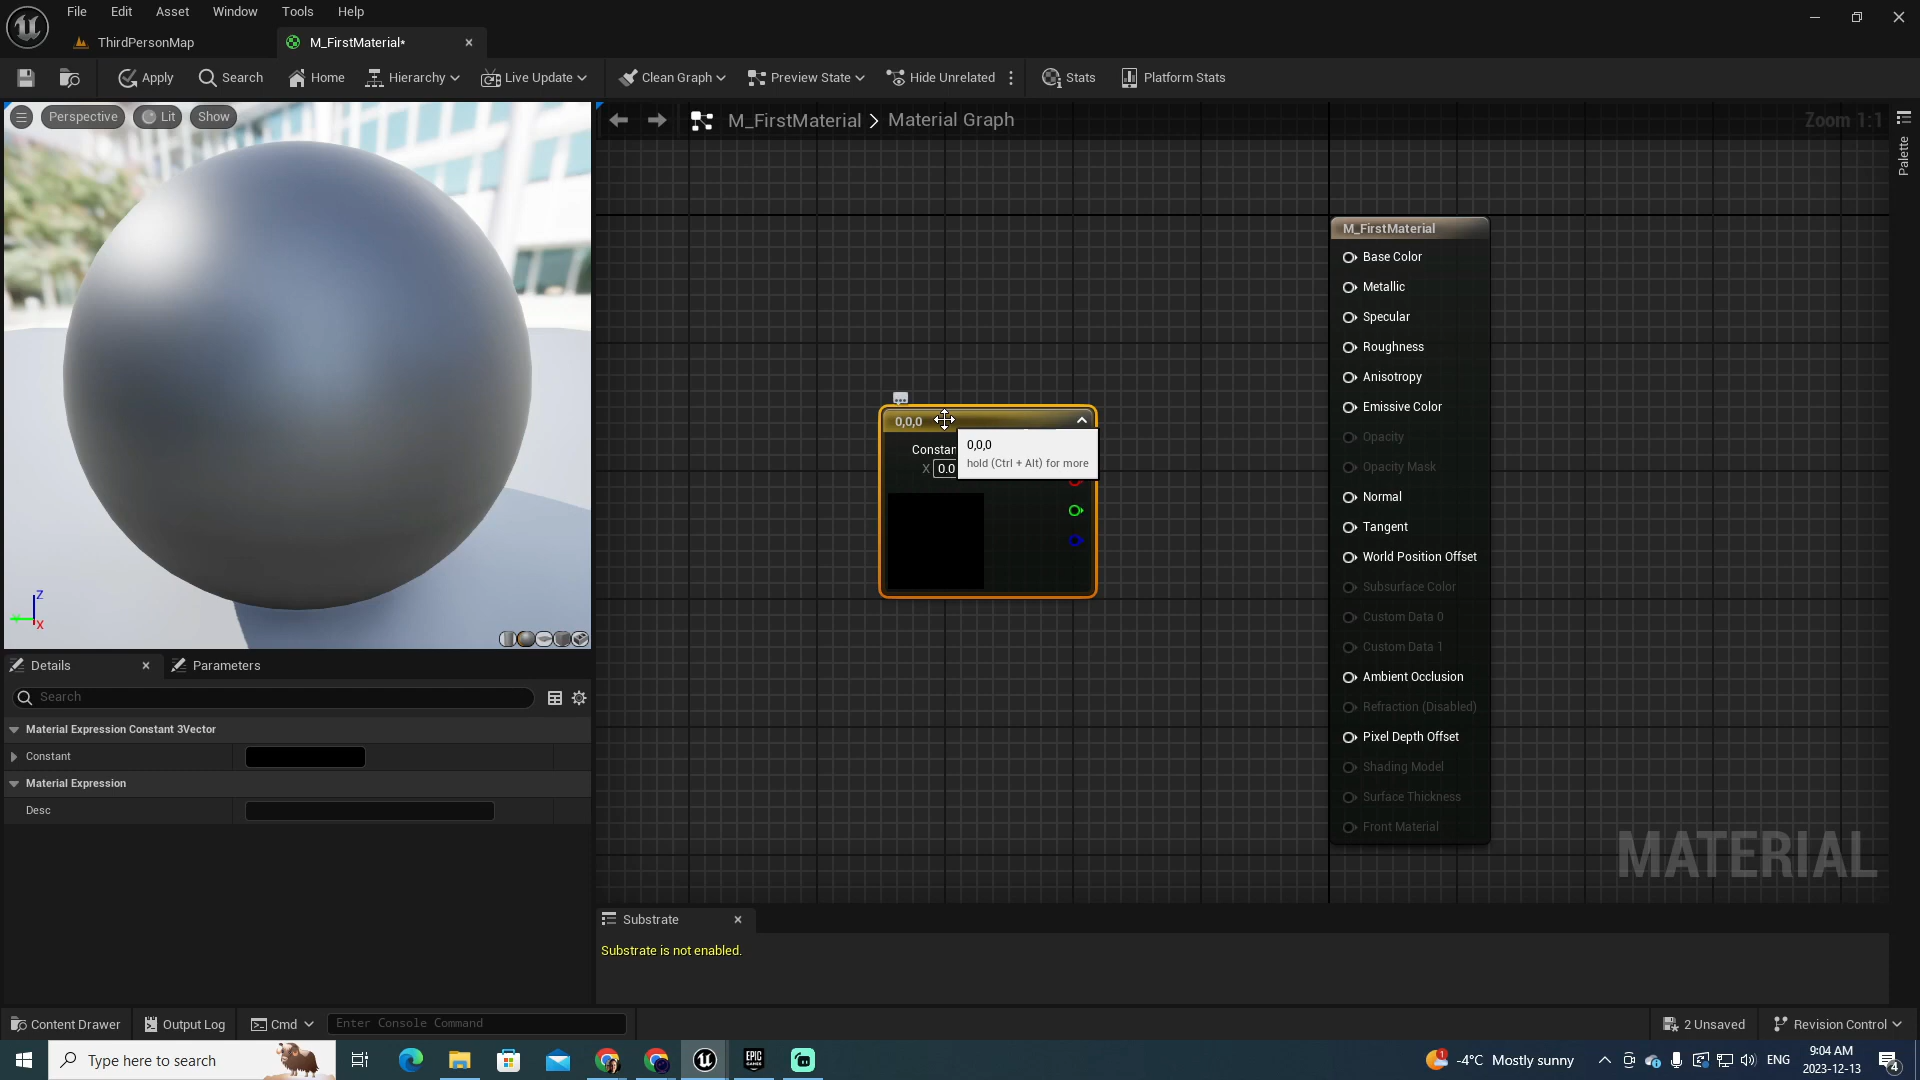 File Edit Asset Window Tools Help
ThirdPersonMap M_FirstMaterial*
Apply Search Home Hierarchy Live Update Clean Graph Preview State Hide Unrelated Stats Platform Stats
Perspective Lit Show
M_FirstMaterial > Material Graph
Zoom 1:1
Palette
M_FirstMaterial
Base Color
Metallic
Specular
Roughness
Anisotropy
Emissive Color
Opacity
Opacity Mask
Normal
Tangent
World Position Offset
Subsurface Color
Custom Data 0
Custom Data 1
Ambient Occlusion
Refraction (Disabled)
Pixel Depth Offset
Shading Model
Surface Thickness
Front Material
0,0,0
X 0.0
0,0,0
hold (Ctrl + Alt) for more
MATERIAL
Z
X
Details Parameters
Search
Material Expression Constant 3Vector
Constant
Material Expression
Desc
Substrate
Substrate is not enabled.
Content Drawer Output Log Cmd Enter Console Command 2 Unsaved Revision Control
Type here to search
EPIC GAMES
1 -4°C Mostly sunny ENG
9:04 AM
2023-12-13
4